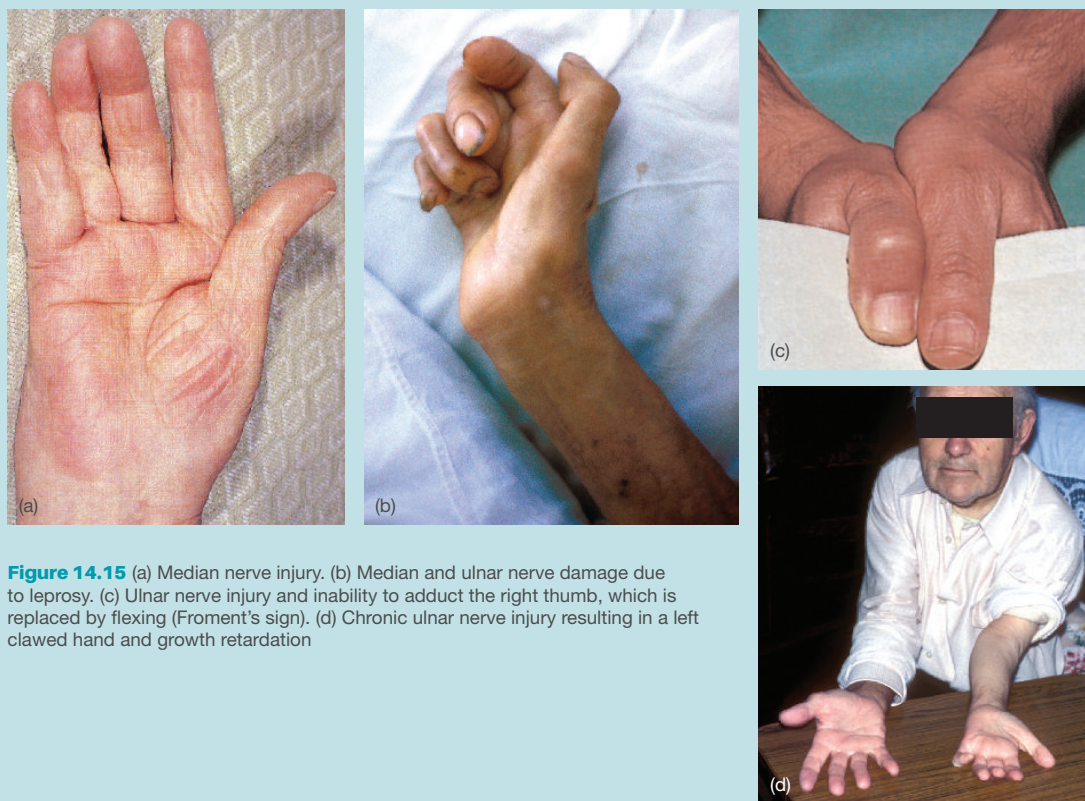 (a)
(b)
(c)
(d)
Figure 14.15 (a) Median nerve injury. (b) Median and ulnar nerve damage due
to leprosy. (c) Ulnar nerve injury and inability to adduct the right thumb, which is
replaced by flexing (Froment's sign). (d) Chronic ulnar nerve injury resulting in a left
clawed hand and growth retardation